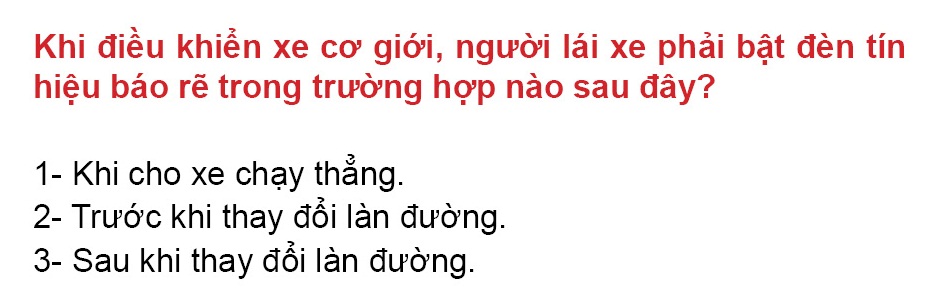 Khi điều khiển xe cơ giới, người lái xe phải bật đèn tín
hiệu báo rẽ trong trường hợp nào sau đây?
1- Khi cho xe chạy thẳng.
2- Trước khi thay đổi làn đường.
3- Sau khi thay đổi làn đường.